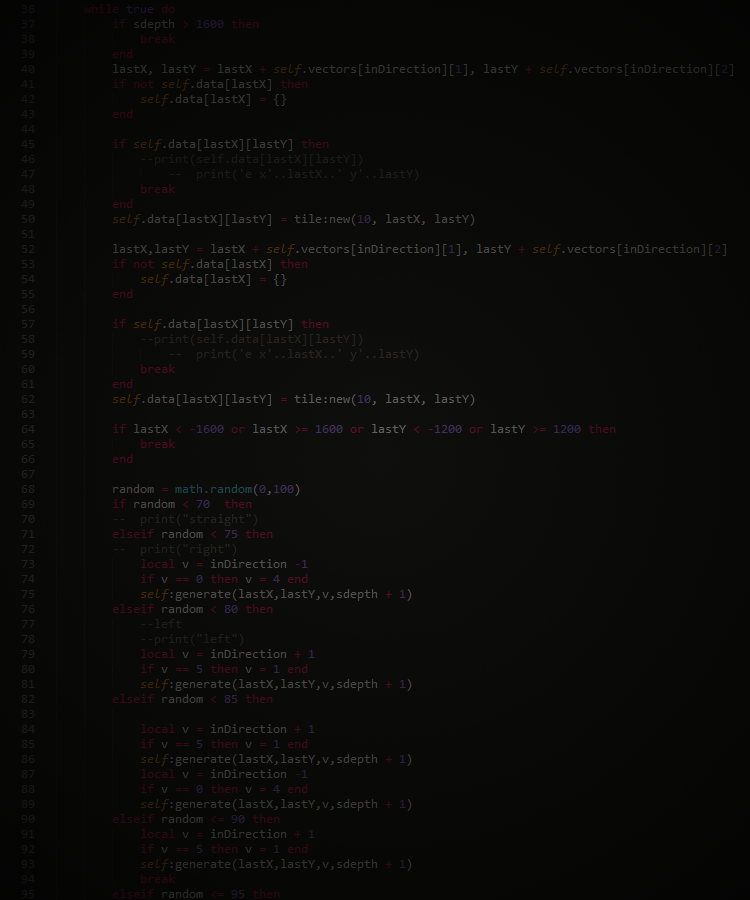 36 while true do
37 if sdepth > 1600 then
38 break
39 end
40 lastX, lastY = lastX + self.vectors[inDirection][1], lastY + self.vectors[inDirection][2]
41 if not self.data[lastX] then
42 self.data[lastX] = {}
43 end
44
45 if self.data[lastX][lastY] then
46 --print(self.data[lastX][lastY])
47 --  print('e x'..lastX..' y'..lastY)
48 break
49 end
50 self.data[lastX][lastY] = tile:new(10, lastX, lastY)
51
52 lastX,lastY = lastX + self.vectors[inDirection][1], lastY + self.vectors[inDirection][2]
53 if not self.data[lastX] then
54 self.data[lastX] = {}
55 end
56
57 if self.data[lastX][lastY] then
58 --print(self.data[lastX][lastY])
59 --  print('e x'..lastX..' y'..lastY)
60 break
61 end
62 self.data[lastX][lastY] = tile:new(10, lastX, lastY)
63
64 if lastX < -1600 or lastX >= 1600 or lastY < -1200 or lastY >= 1200 then
65 break
66 end
67
68 random = math.random(0,100)
69 if random < 70  then
70 --  print("straight")
71 elseif random < 75 then
72 --  print("right")
73 local v = inDirection -1
74 if v == 0 then v = 4 end
75 self:generate(lastX,lastY,v,sdepth + 1)
76 elseif random < 80 then
77 --left
78 --print("left")
79 local v = inDirection + 1
80 if v == 5 then v = 1 end
81 self:generate(lastX,lastY,v,sdepth + 1)
82 elseif random < 85 then
83
84 local v = inDirection + 1
85 if v == 5 then v = 1 end
86 self:generate(lastX,lastY,v,sdepth + 1)
87 local v = inDirection -1
88 if v == 0 then v = 4
89 self:generate(lastX,lastY,v,sdepth + 1)
90 elseif random <= 90 then
91 local v = inDirection + 1
92 if v == 5 then v = 1 end
93 self:generate(lastX,lastY,v,sdepth + 1)
94 break
95 elseif random <= 95 then